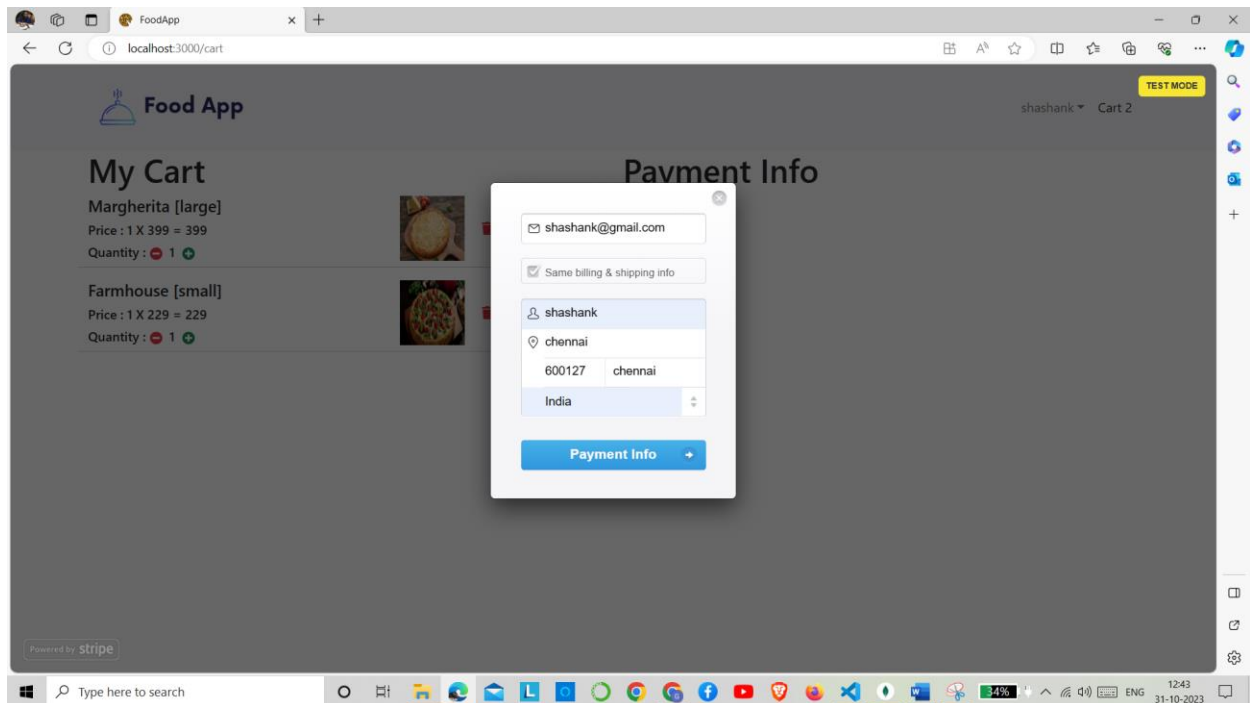 FoodApp
localhost:3000/cart
TEST MODE
Food App
shashank Cart 2
My Cart
Payment Info
Margherita [large]
Price : 1 X 399 = 399
Quantity : 1
Farmhouse [small]
Price : 1 X 229 = 229
Quantity : 1
shashank@gmail.com
Same billing & shipping info
shashank
chennai
600127 chennai
India
Payment Info
Powered by stripe
Type here to search
34%
ENG
12:43
31-10-2023